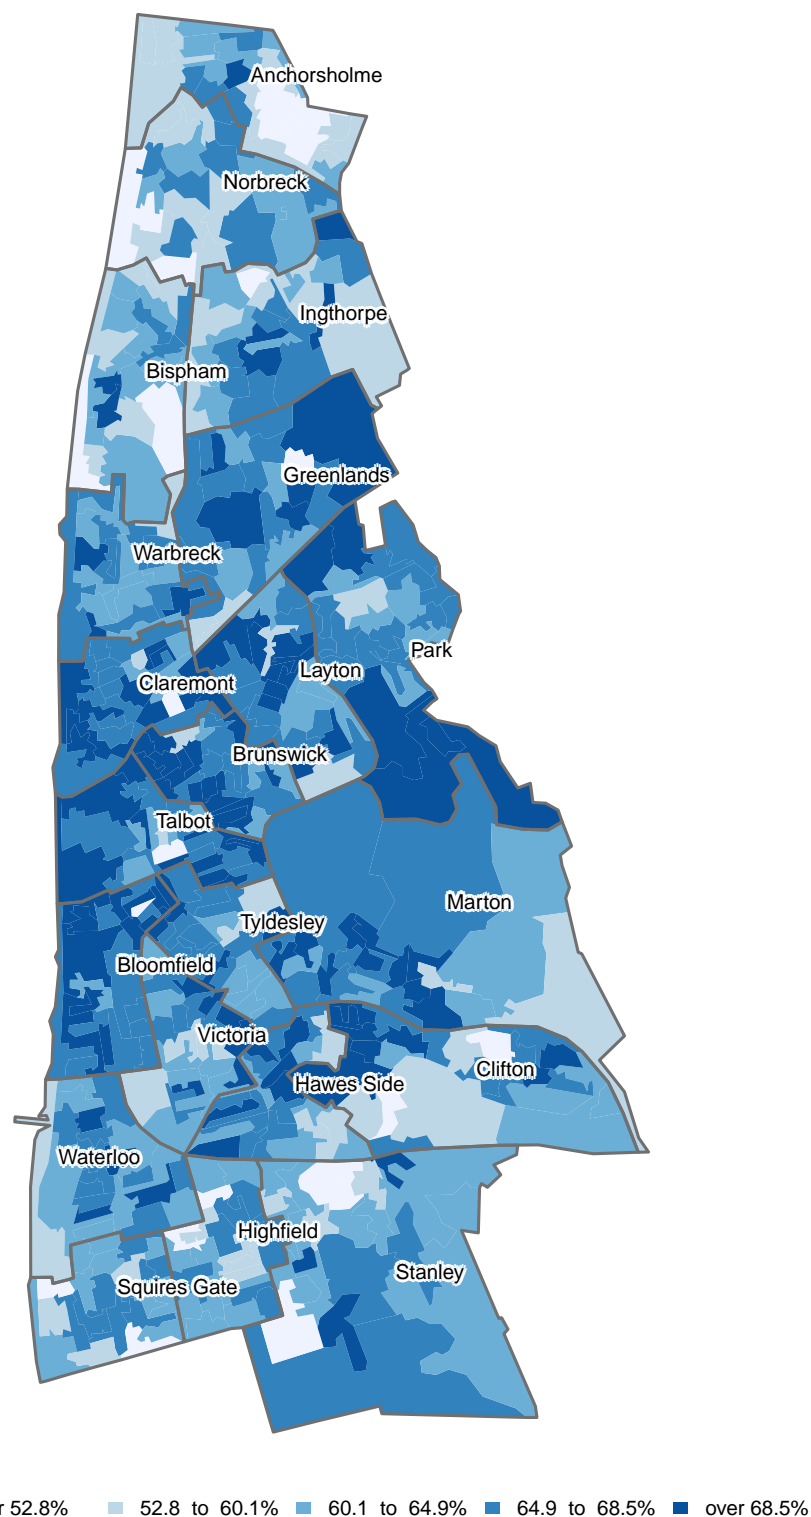 Anchorsholme
Norbreck
Ingthorpe
Bispham
Greenlands
Warbreck
Park
Layton
Claremont
Brunswick
Talbot
Marton
Tyldesley
Bloomfield
Victoria
Clifton
Hawes Side
Waterloo
Highfield
Stanley
Squires Gate
r 52.8% 52.8 to 60.1% 60.1 to 64.9% 64.9 to 68.5% over 68.5%